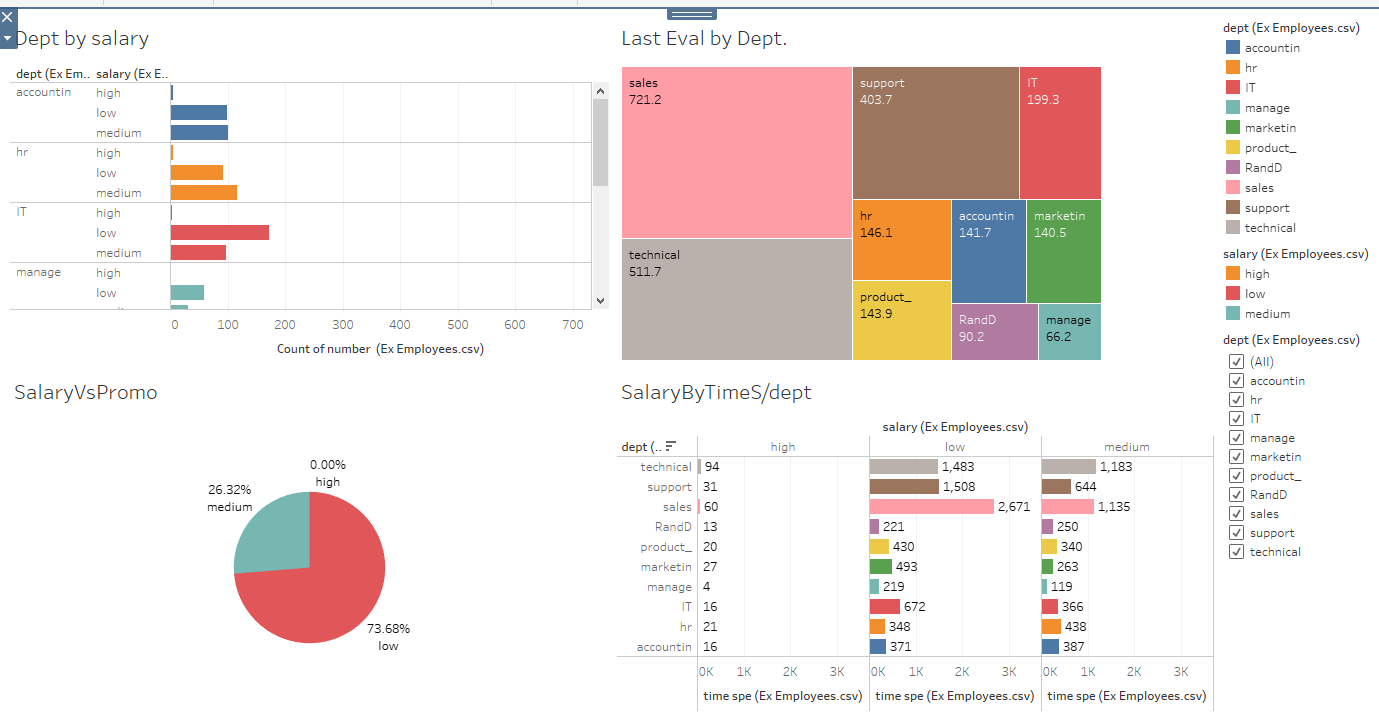 Dept by salary
dept (Ex Em.. salary (Ex E..
accountin high
low
medium
hr high
low
medium
IT high
low
medium
manage high
low
0 100 200 300 400 500 600 700
Count of number (Ex Employees.csv)
Last Eval by Dept.
sales
721.2
technical
511.7
support
403.7
IT
199.3
hr
146.1
accountin
141.7
marketin
140.5
product_
143.9
RandD
90.2
manage
66.2
SalaryVsPromo
0.00%
high
26.32%
medium
73.68%
low
SalaryByTimeS/dept
salary (Ex Employees.csv)
dept (.. high low medium
technical 94 1,483 1,183
support 31 1,508 644
sales 60 2,671 1,135
RandD 13 221 250
product_ 20 430 340
marketin 27 493 263
manage 4 219 119
IT 16 672 366
hr 21 348 438
accountin 16 371 387
0K 1K 2K 3K 0K 1K 2K 3K 0K 1K 2K 3K
time spe (Ex Employees.csv) time spe (Ex Employees.csv) time spe (Ex Employees.csv)
dept (Ex Employees.csv)
accountin
hr
IT
manage
marketin
product_
RandD
sales
support
technical
salary (Ex Employees.csv)
high
low
medium
dept (Ex Employees.csv)
(All)
accountin
hr
IT
manage
marketin
product_
RandD
sales
support
technical